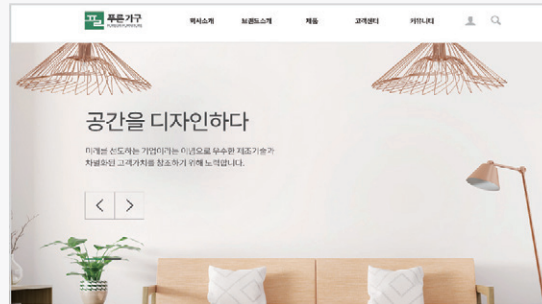 푸른가구
회사소개 브랜드소개 제품 고객센터 커뮤니티
공간을 디자인하다
미래를 선도하는 기업이라는 이념으로 우수한 제조기술과
차별화된 고객가치를 창조하기 위해 노력합니다.